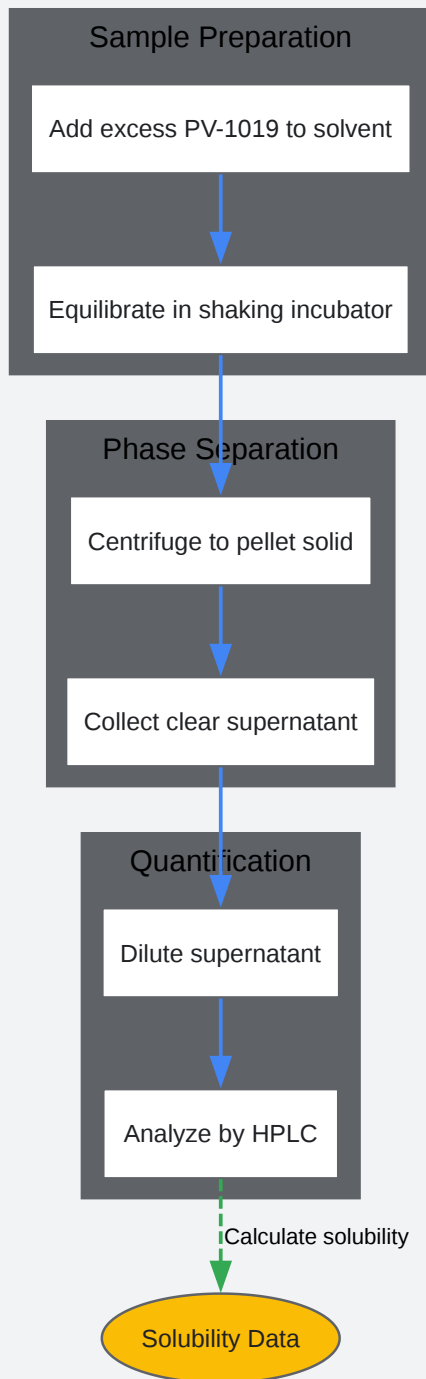 Sample Preparation
Add excess PV-1019 to solvent
Equilibrate in shaking incubator
Phase Separation
Centrifuge to pellet solid
Collect clear supernatant
Quantification
Dilute supernatant
Analyze by HPLC
Calculate solubility
Solubility Data